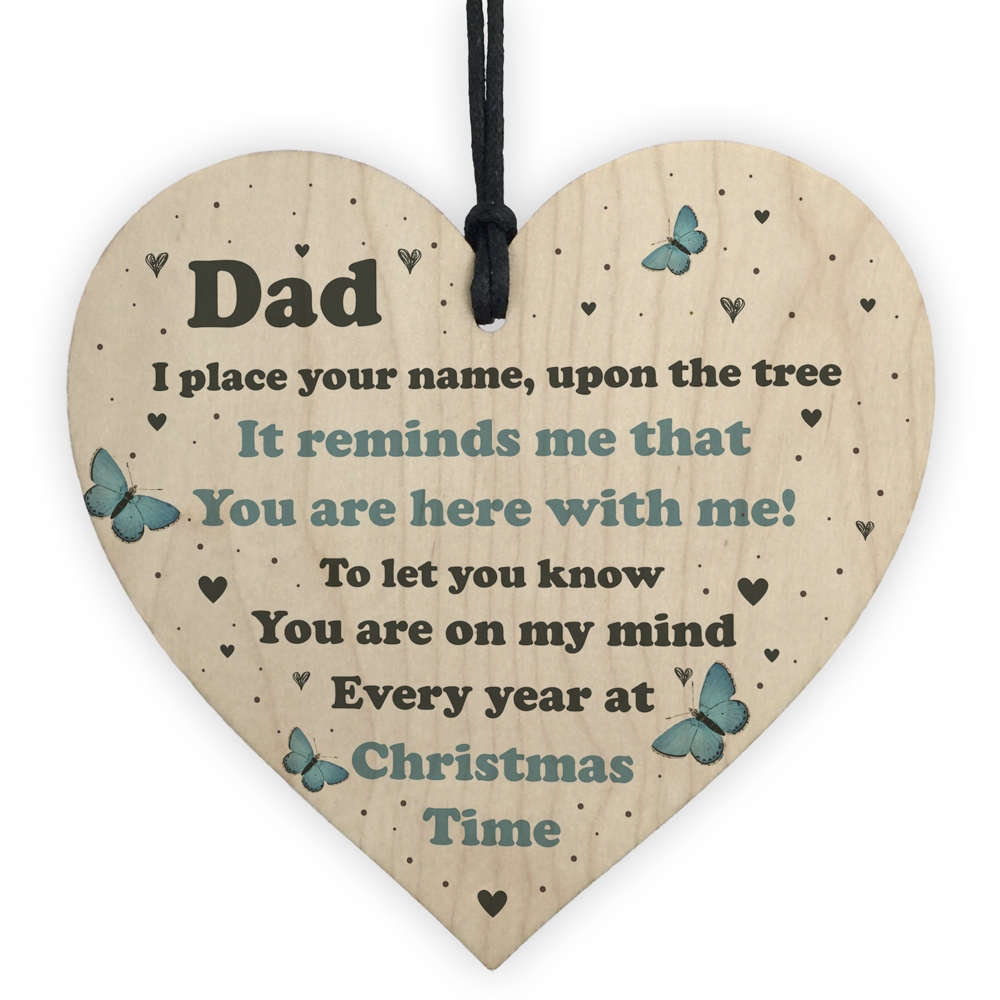 Dad
I place your name, upon the tree
It reminds me that
You are here with me!
To let you know
You are on my mind
Every year at
Christmas
Time